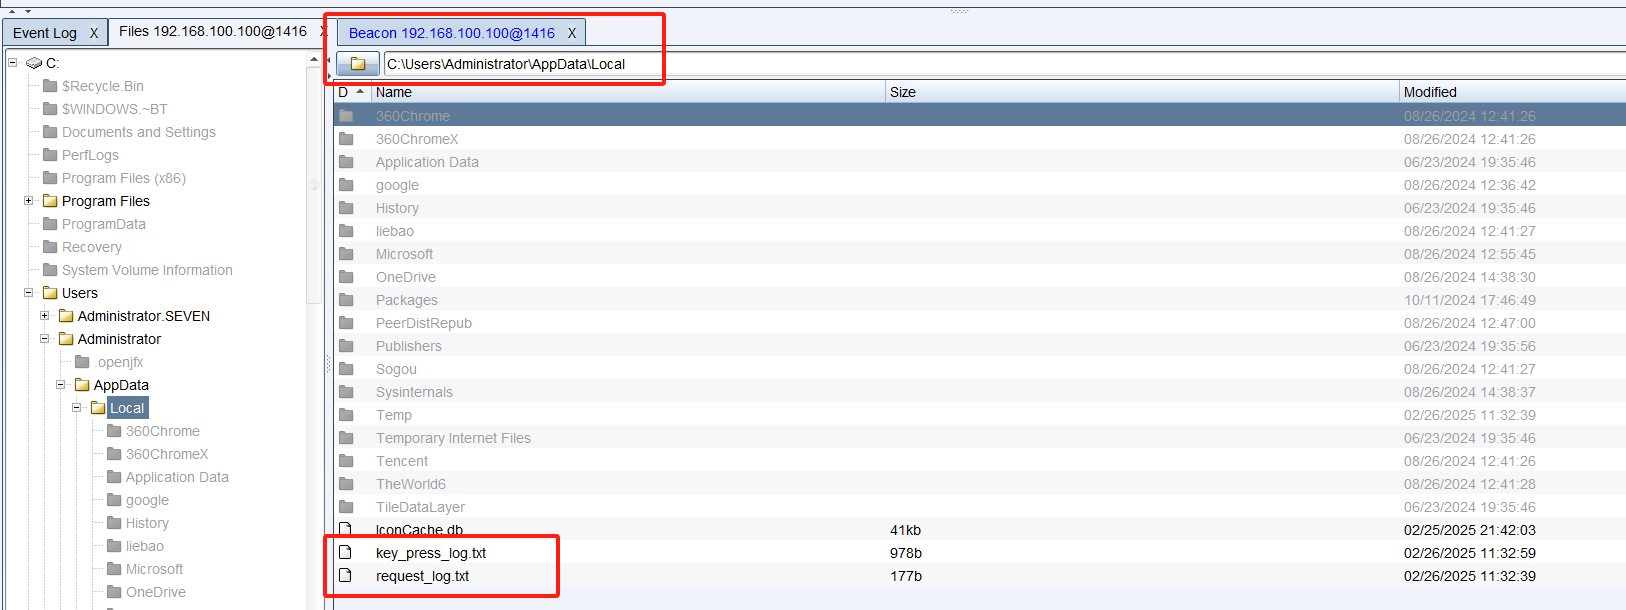 Event Log X
Files 192.168.100.100@1416 X
Beacon 192.168.100.100@1416 X
C:\Users\Administrator\AppData\Local
C:
$Recycle.Bin
$WINDOWS.~BT
Documents and Settings
PerfLogs
Program Files (x86)
Program Files
ProgramData
Recovery
System Volume Information
Users
Administrator.SEVEN
Administrator
.openjfx
AppData
Local
360Chrome
360ChromeX
Application Data
google
History
liebao
Microsoft
OneDrive
D Name Size Modified
360Chrome 08/26/2024 12:41:26
360ChromeX 08/26/2024 12:41:26
Application Data 06/23/2024 19:35:46
google 08/26/2024 12:36:42
History 06/23/2024 19:35:46
liebao 08/26/2024 12:41:27
Microsoft 08/26/2024 12:55:45
OneDrive 08/26/2024 14:38:30
Packages 10/11/2024 17:46:49
PeerDistRepub 08/26/2024 12:47:00
Publishers 06/23/2024 19:35:56
Sogou 08/26/2024 12:41:27
Sysinternals 08/26/2024 14:38:37
Temp 02/26/2025 11:32:39
Temporary Internet Files 06/23/2024 19:35:46
Tencent 08/26/2024 12:41:26
TheWorld6 08/26/2024 12:41:28
TileDataLayer 06/23/2024 19:35:46
IconCache.db 41kb 02/25/2025 21:42:03
key_press_log.txt 978b 02/26/2025 11:32:59
request_log.txt 177b 02/26/2025 11:32:39